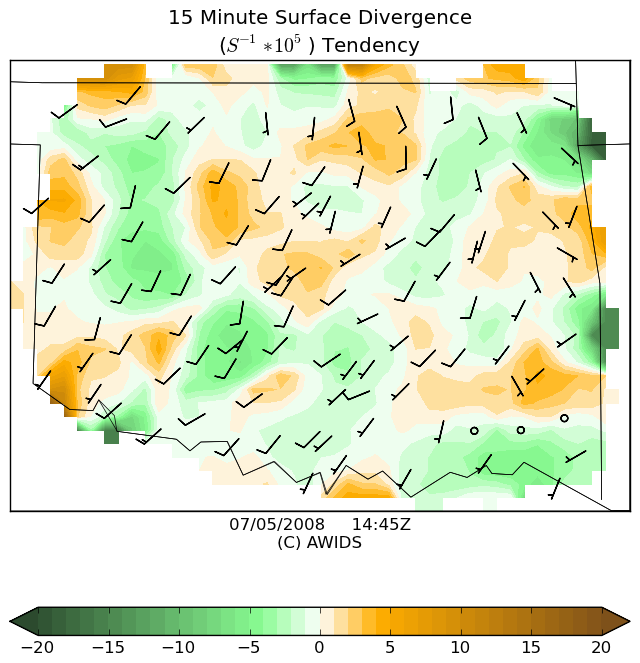 15 Minute Surface Divergence
(S⁻¹ *10⁵ ) Tendency
07/05/2008 14:45Z
(C) AWIDS
−20 −15 −10 −5 0 5 10 15 20